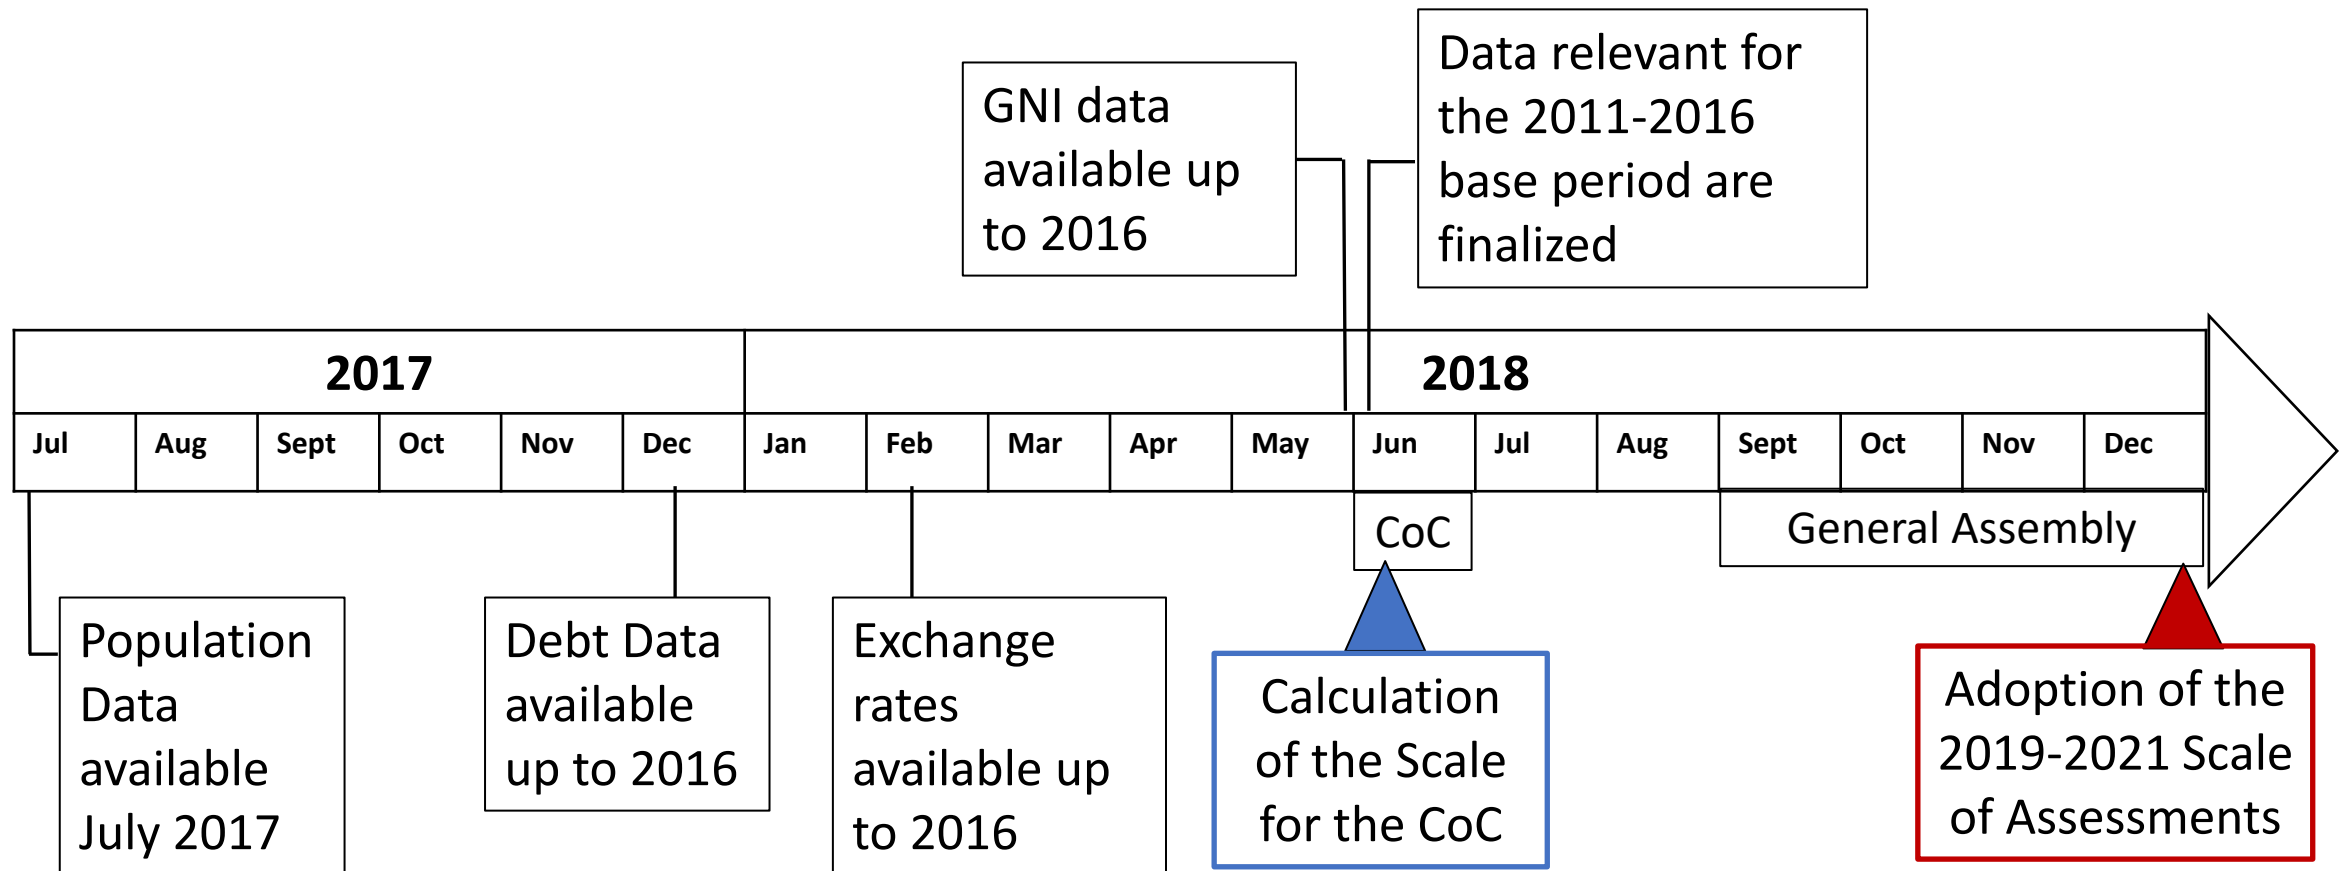 GNI data
available up
to 2016
Data relevant for
the 2011-2016
base period are
finalized
2017
2018
Jul
Aug
Sept
Oct
Nov
Dec
Jan
Feb
Mar
Apr
May
Jun
Jul
Aug
Sept
Oct
Nov
Dec
CoC
General Assembly
Population
Data
available
July 2017
Debt Data
available
up to 2016
Exchange
rates
available up
to 2016
Calculation
of the Scale
for the CoC
Adoption of the
2019-2021 Scale
of Assessments